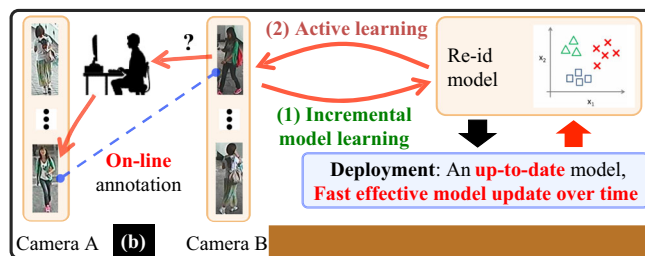 ?
(2) Active learning
Re-id
model
x₂
x₁
(1) Incremental
model learning
On-line
annotation
Deployment: An up-to-date model,
Fast effective model update over time
Camera A (b) Camera B